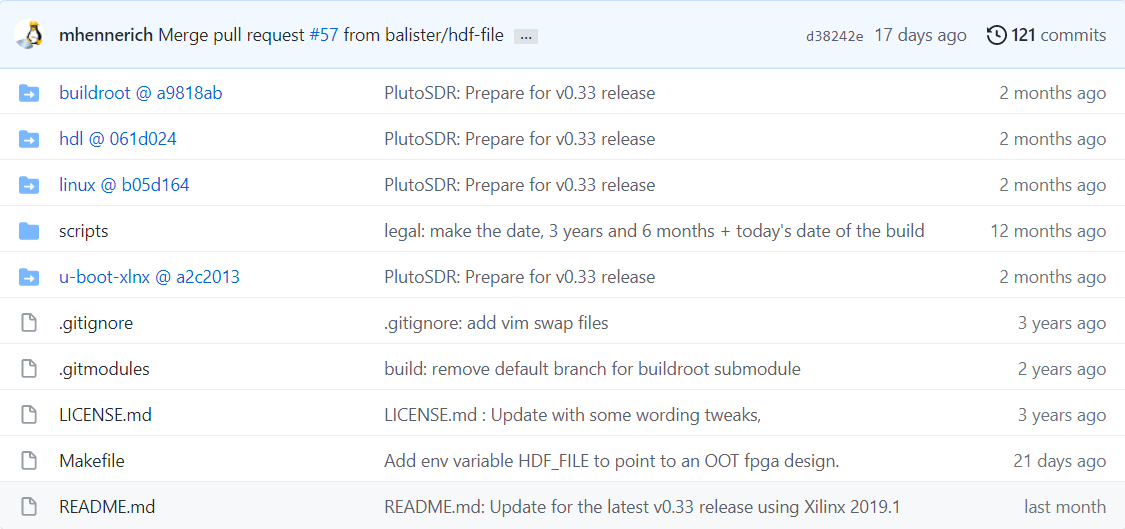 mhennerich Merge pull request #57 from balister/hdf-file ... d38242e 17 days ago 121 commits
buildroot @ a9818ab PlutoSDR: Prepare for v0.33 release 2 months ago
hdl @ 061d024 PlutoSDR: Prepare for v0.33 release 2 months ago
linux @ b05d164 PlutoSDR: Prepare for v0.33 release 2 months ago
scripts legal: make the date, 3 years and 6 months + today's date of the build 12 months ago
u-boot-xlnx @ a2c2013 PlutoSDR: Prepare for v0.33 release 2 months ago
.gitignore .gitignore: add vim swap files 3 years ago
.gitmodules build: remove default branch for buildroot submodule 2 years ago
LICENSE.md LICENSE.md : Update with some wording tweaks, 3 years ago
Makefile Add env variable HDF_FILE to point to an OOT fpga design. 21 days ago
README.md README.md: Update for the latest v0.33 release using Xilinx 2019.1 last month